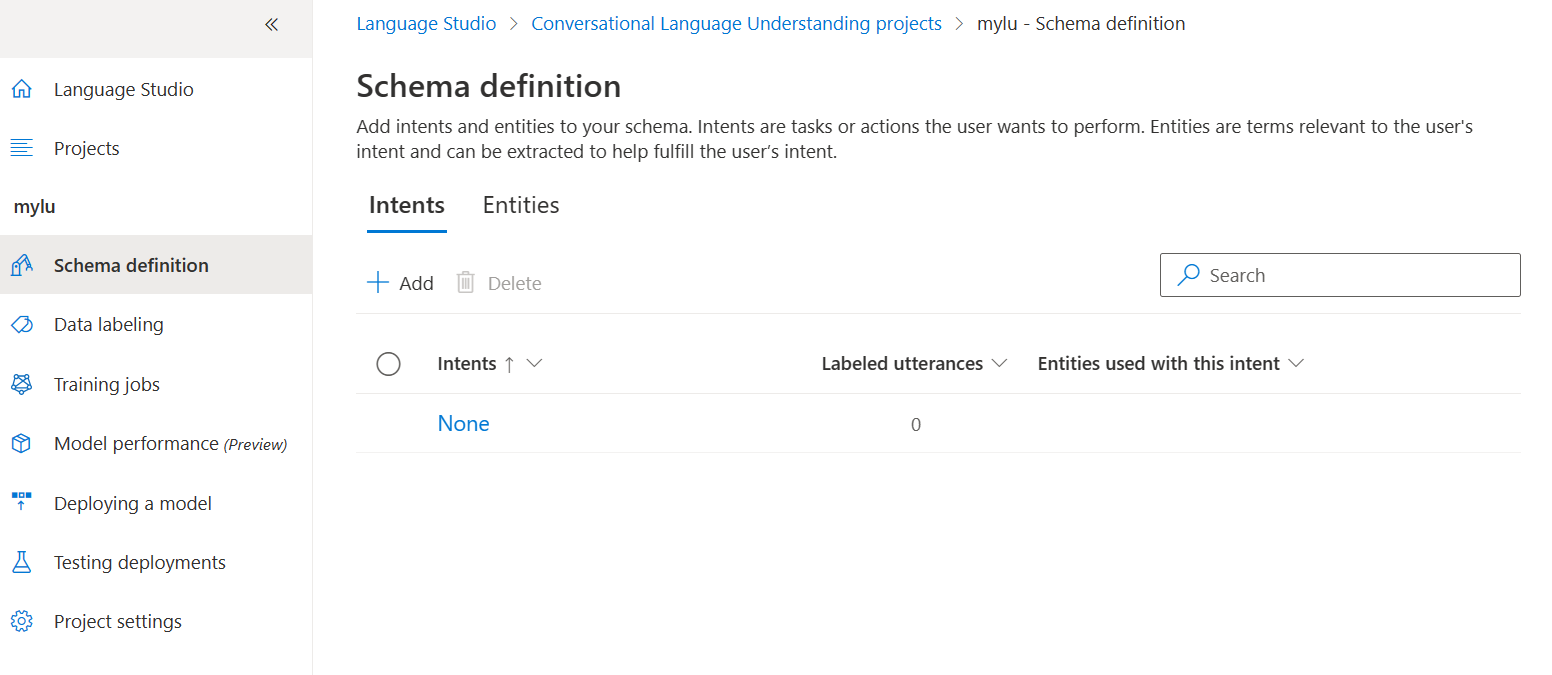 Language Studio > Conversational Language Understanding projects > mylu - Schema definition
Language Studio
Projects
mylu
Schema definition
Data labeling
Training jobs
Model performance (Preview)
Deploying a model
Testing deployments
Project settings
Schema definition
Add intents and entities to your schema. Intents are tasks or actions the user wants to perform. Entities are terms relevant to the user's
intent and can be extracted to help fulfill the user’s intent.
Intents Entities
Add Delete Search
Intents ↑ Labeled utterances Entities used with this intent
None 0